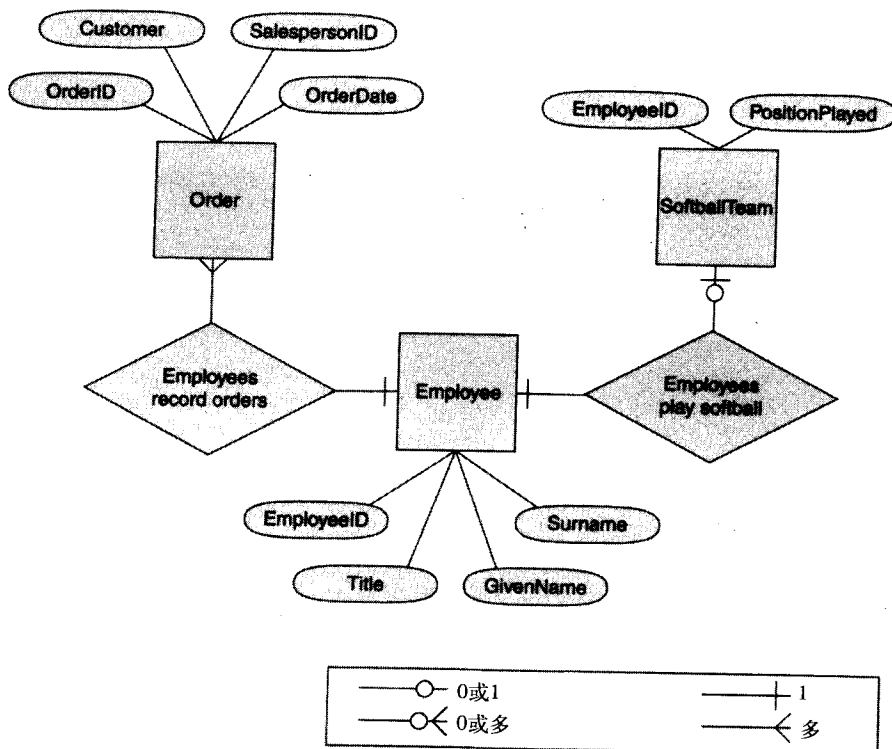 Customer
SalespersonID
OrderID
OrderDate
EmployeeID
PositionPlayed
Order
SoftballTeam
Employees
record orders
Employee
Employees
play softball
EmployeeID
Surname
Title
GivenName
0或1
1
0或多
多